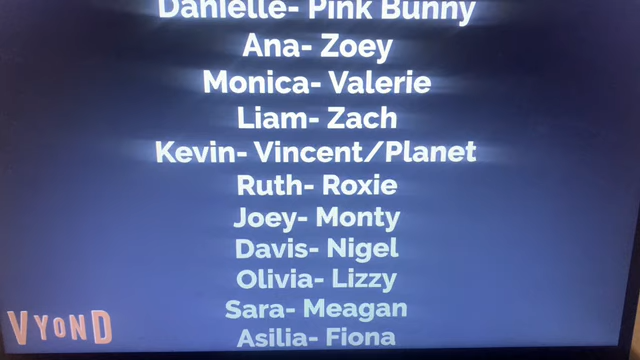 Danielle- Pink Bunny
Ana- Zoey
Monica- Valerie
Liam- Zach
Kevin- Vincent/Planet
Ruth- Roxie
Joey- Monty
Davis- Nigel
Olivia- Lizzy
Sara- Meagan
Asilia- Fiona
VYOND